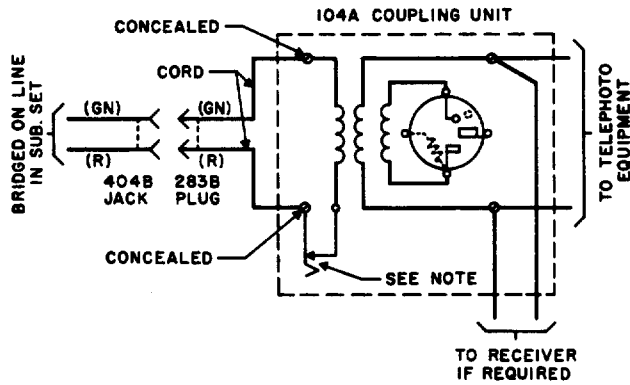 104A COUPLING UNIT
CONCEALED
CORD
BRIDGED ON LINE
IN SUB. SET
(GN)
(GN)
(R)
(R)
404B
JACK
283B
PLUG
CONCEALED
SEE NOTE
TO TELEPHOTO
EQUIPMENT
TO RECEIVER
IF REQUIRED